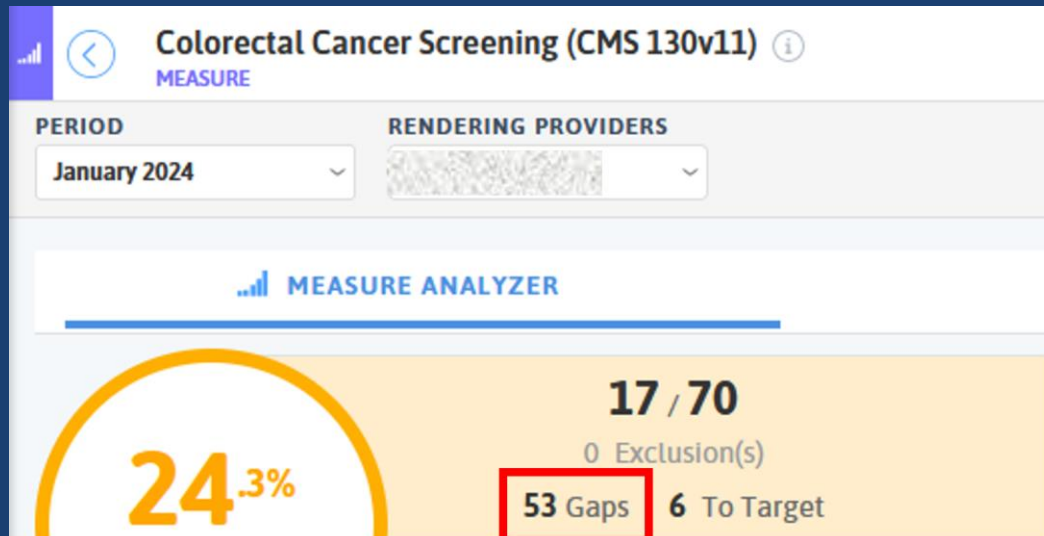 Colorectal Cancer Screening (CMS 130v11)
MEASURE
PERIOD
RENDERING PROVIDERS
January 2024
MEASURE ANALYZER
17 / 70
0 Exclusion(s)
24.3%
53 Gaps 6 To Target